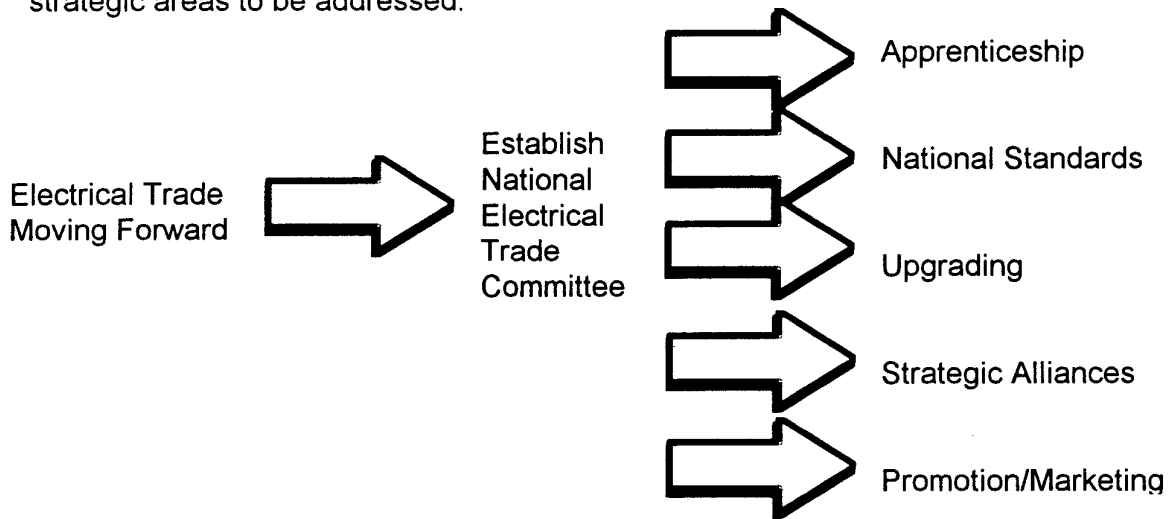 strategic areas to be addressed.
Electrical Trade
Moving Forward
Establish
National
Electrical
Trade
Committee
Apprenticeship
National Standards
Upgrading
Strategic Alliances
Promotion/Marketing